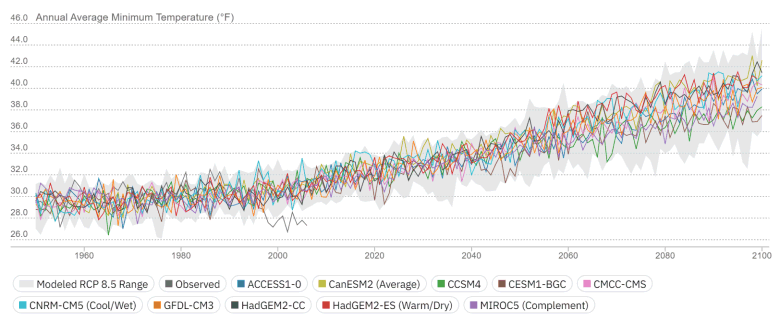 46.0 Annual Average Minimum Temperature (°F)
44.0
42.0
40.0
38.0
36.0
34.0
32.0
30.0
28.0
26.0
1960 1980 2000 2020 2040 2060 2080 2100
Modeled RCP 8.5 Range Observed ACCESS1-0 CanESM2 (Average) CCSM4 CESM1-BGC CMCC-CMS
CNRM-CM5 (Cool/Wet) GFDL-CM3 HadGEM2-CC HadGEM2-ES (Warm/Dry) MIROC5 (Complement)